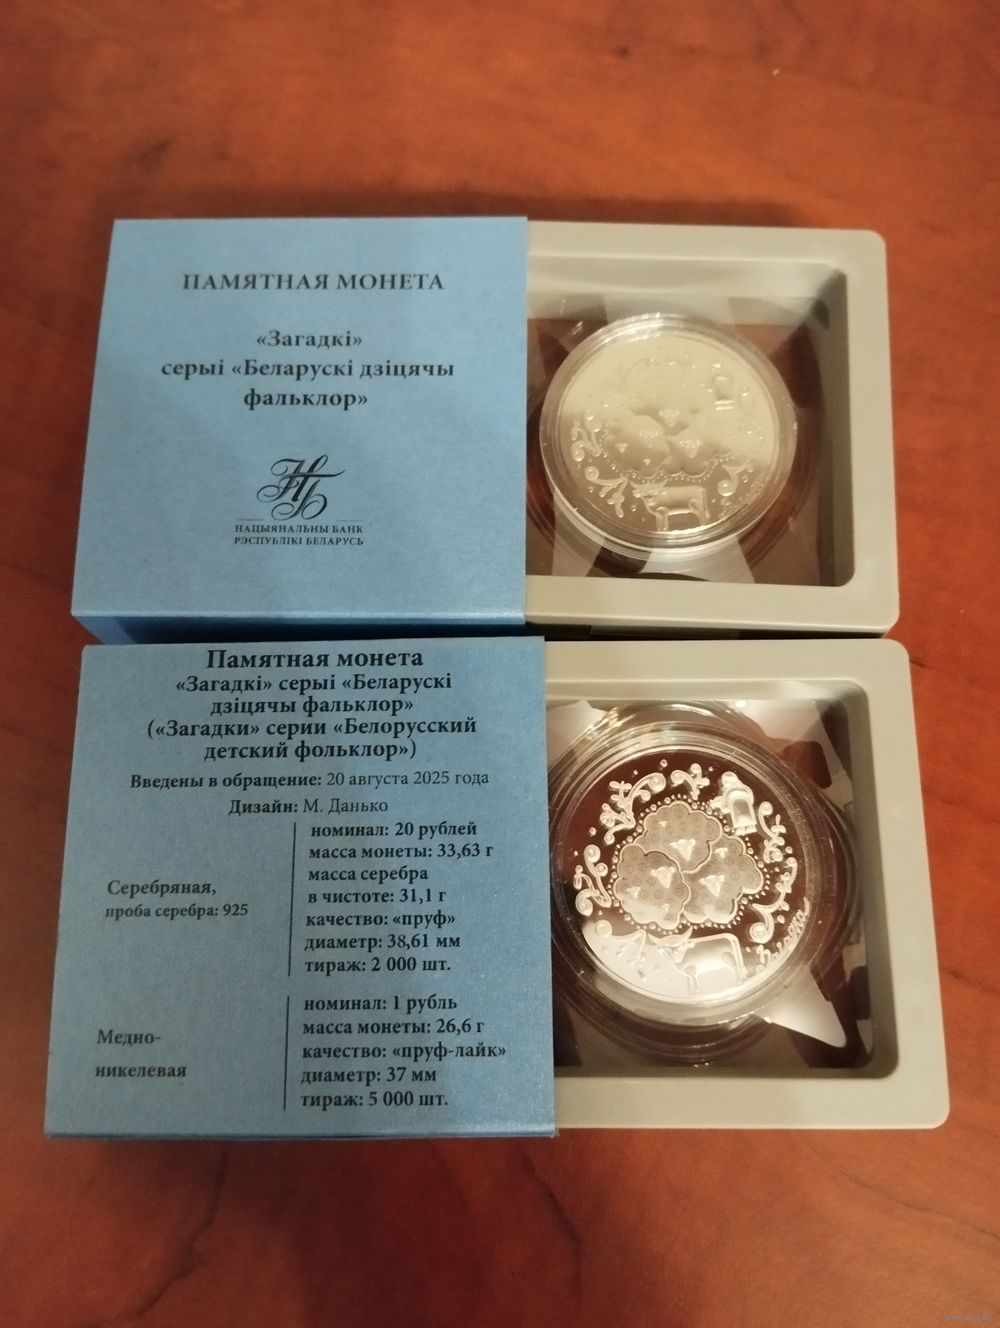 ПАМЯТНАЯ МОНЕТА
«Загадкі»
серыі «Беларускі дзіцячы
фальклор»
НБ
НАЦЫЯНАЛЬНЫ БАНК
РЭСПУБЛІКІ БЕЛАРУСЬ
Памятная монета
«Загадкі» серыі «Беларускі
дзіцячы фальклор»
(«Загадки» серии «Белорусский
детский фольклор»)
Введены в обращение: 20 августа 2025 года
Дизайн: М. Данько
Серебряная,
проба серебра: 925
номинал: 20 рублей
масса монеты: 33,63 г
масса серебра
в чистоте: 31,1 г
качество: «пруф»
диаметр: 38,61 мм
тираж: 2 000 шт.
Медно-
никелевая
номинал: 1 рубль
масса монеты: 26,6 г
качество: «пруф-лайк»
диаметр: 37 мм
тираж: 5 000 шт.